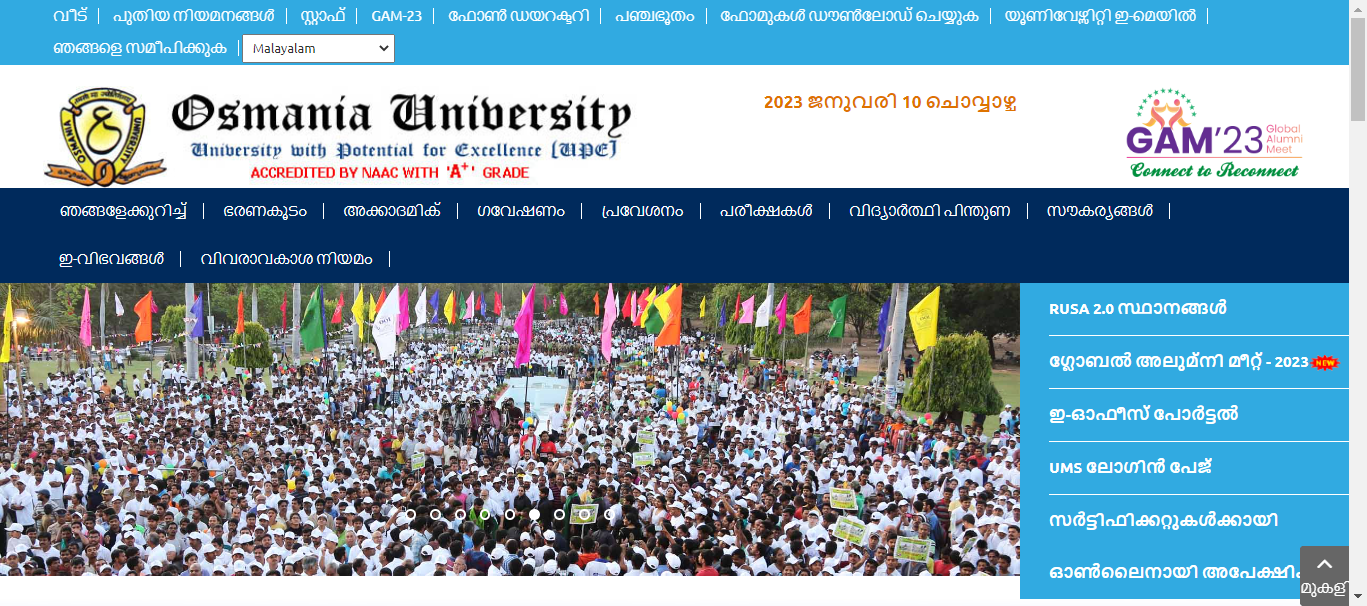 വീട് പുതിയ നിയമനങ്ങൾ സ്റ്റാഫ് GAM-23 ഫോൺ ഡയറക്ടറി പഞ്ചഭൂതം ഫോമുകൾ ഡൗൺലോഡ് ചെയ്യുക യൂണിവേഴ്സിറ്റി ഇ-മെയിൽ
ഞങ്ങളെ സമീപിക്കുക Malayalam
Osmania University
University with Potential for Excellence [UPE]
ACCREDITED BY NAAC WITH 'A+' GRADE
2023 ജനുവരി 10 ചൊവ്വാഴ്ച
GAM'23 Global Alumni Meet
Connect to Reconnect
ഞങ്ങളേക്കുറിച്ച് ഭരണകൂടം അക്കാദമിക് ഗവേഷണം പ്രവേശനം പരീക്ഷകൾ വിദ്യാർത്ഥി പിന്തുണ സൗകര്യങ്ങൾ
ഇ-വിഭവങ്ങൾ വിവരാവകാശ നിയമം
RUSA 2.0 സ്ഥാനങ്ങൾ
ഗ്ലോബൽ അലുമ്നി മീറ്റ് - 2023 NEW
ഇ-ഓഫീസ് പോർട്ടൽ
UMS ലോഗിൻ പേജ്
സർട്ടിഫിക്കറ്റുകൾക്കായി
ഓൺലൈനായി